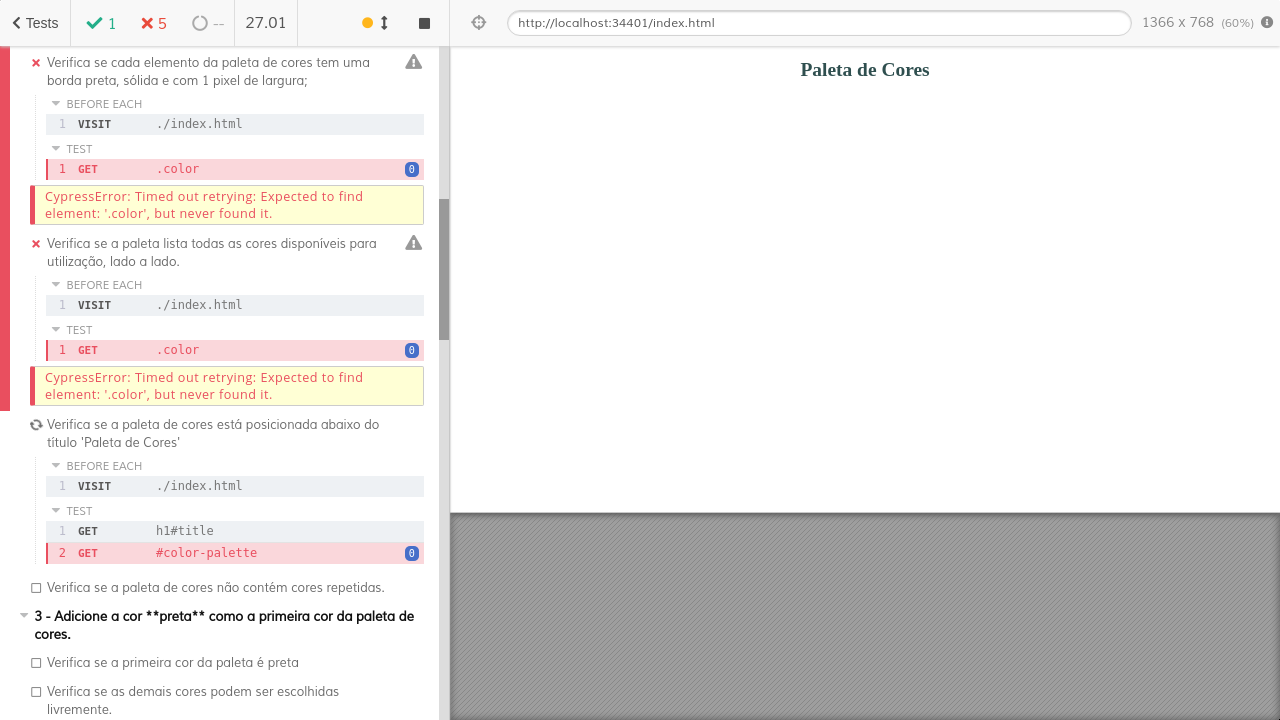 Tests
1
5
--
27.01
http://localhost:34401/index.html
1366 x 768 (60%)
Verifica se cada elemento da paleta de cores tem uma
borda preta, sólida e com 1 pixel de largura;
BEFORE EACH
1 VISIT ./index.html
TEST
1 GET .color 0
CypressError: Timed out retrying: Expected to find
element: '.color', but never found it.
Verifica se a paleta lista todas as cores disponíveis para
utilização, lado a lado.
BEFORE EACH
1 VISIT ./index.html
TEST
1 GET .color 0
CypressError: Timed out retrying: Expected to find
element: '.color', but never found it.
Verifica se a paleta de cores está posicionada abaixo do
título 'Paleta de Cores'
BEFORE EACH
1 VISIT ./index.html
TEST
1 GET h1#title
2 GET #color-palette 0
Verifica se a paleta de cores não contém cores repetidas.
3 - Adicione a cor **preta** como a primeira cor da paleta de
cores.
Verifica se a primeira cor da paleta é preta
Verifica se as demais cores podem ser escolhidas
livremente.
Paleta de Cores